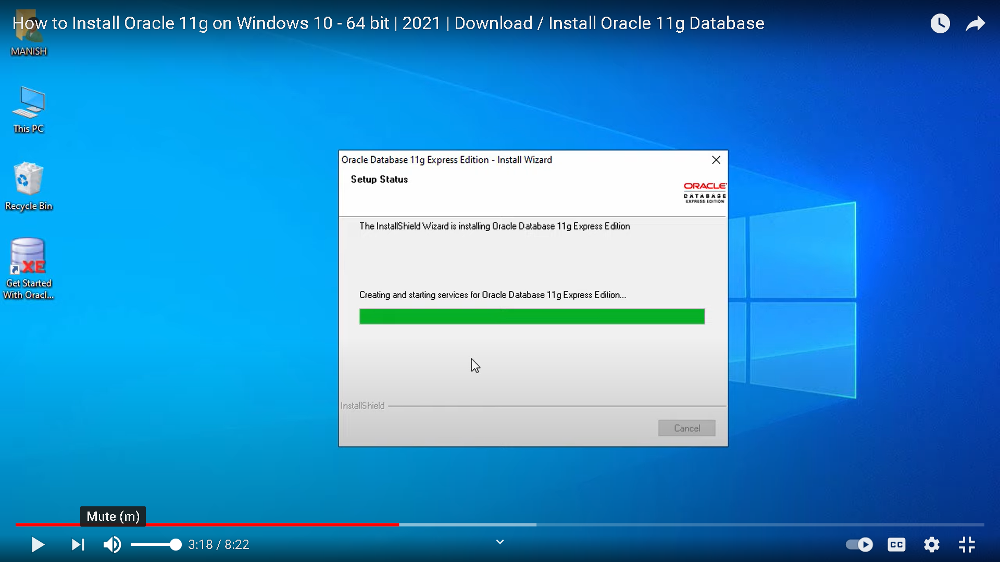 How to Install Oracle 11g on Windows 10 - 64 bit | 2021 | Download / Install Oracle 11g Database
MANISH
This PC
Recycle Bin
XE
Get Started
With Oracl...
Oracle Database 11g Express Edition - Install Wizard
Setup Status
ORACLE
DATABASE
EXPRESS EDITION
The InstallShield Wizard is installing Oracle Database 11g Express Edition
Creating and starting services for Oracle Database 11g Express Edition...
InstallShield
Cancel
Mute (m)
3:18 / 8:22
CC